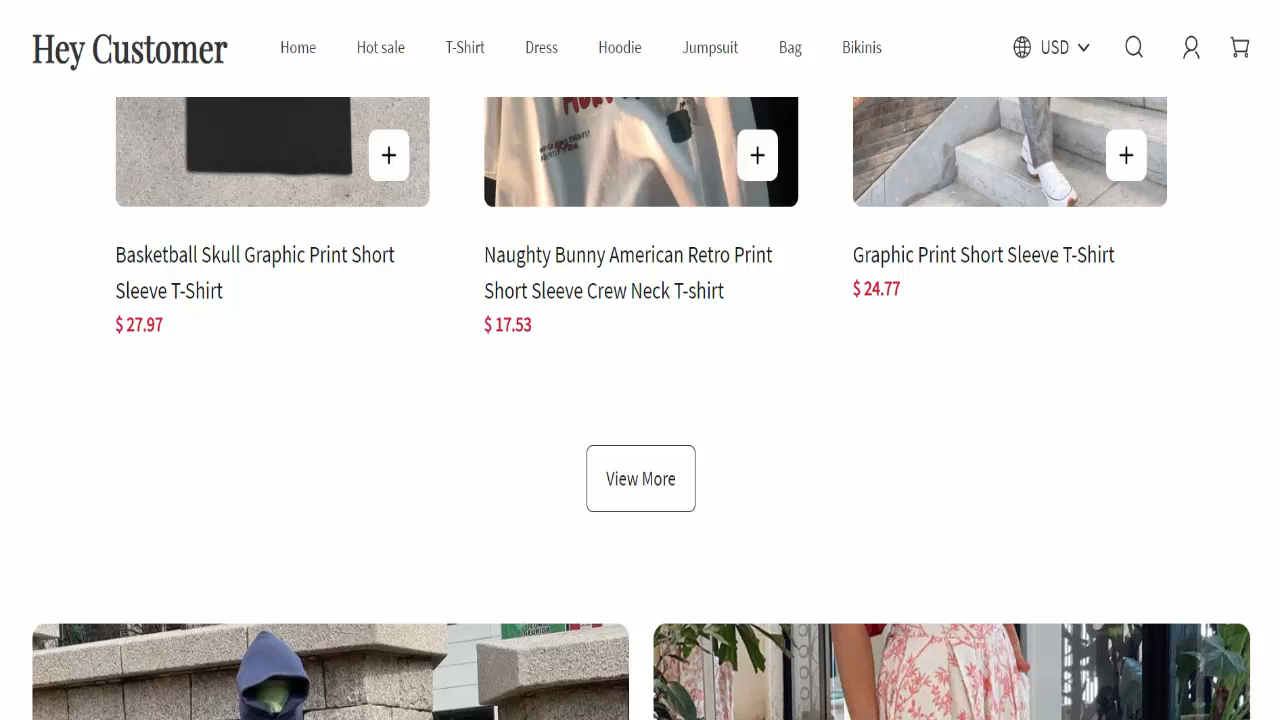 Hey Customer
Home
Hot sale
T-Shirt
Dress
Hoodie
Jumpsuit
Bag
Bikinis
USD
Basketball Skull Graphic Print Short
Sleeve T-Shirt
$ 27.97
Naughty Bunny American Retro Print
Short Sleeve Crew Neck T-shirt
$ 17.53
Graphic Print Short Sleeve T-Shirt
$ 24.77
View More